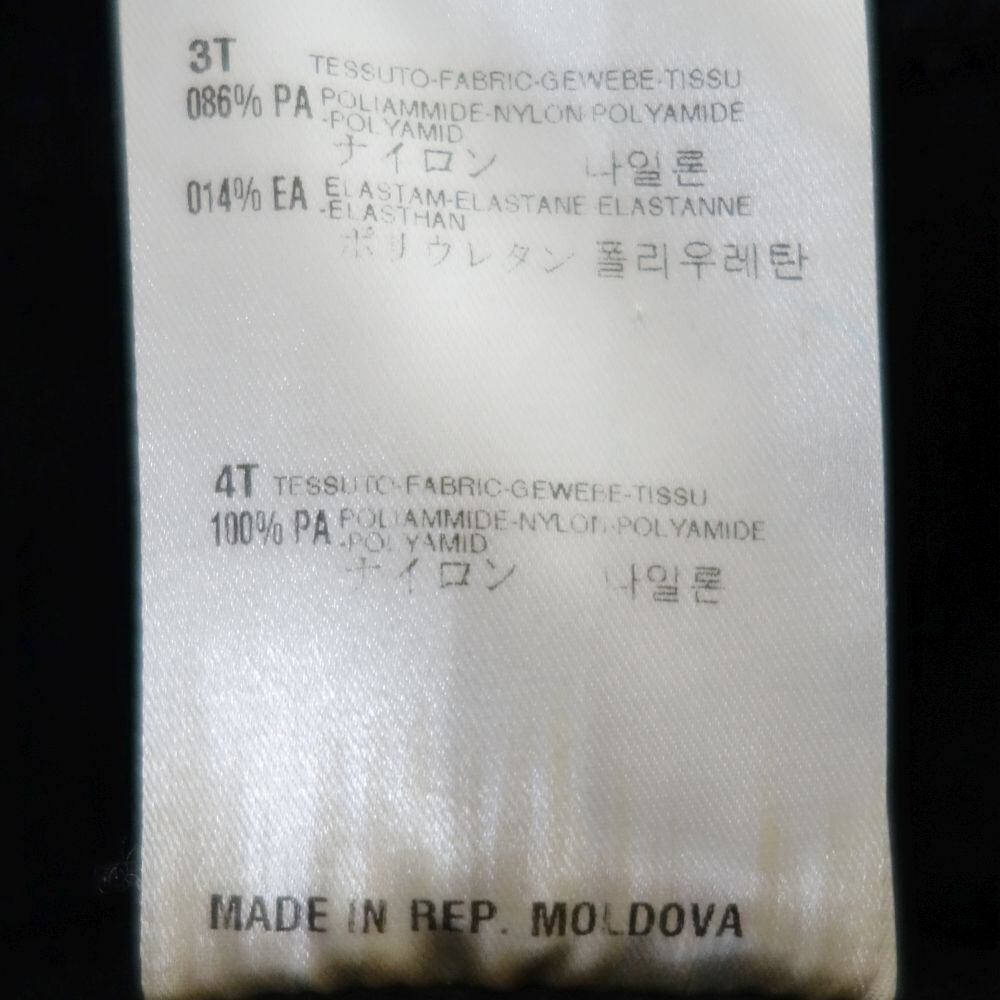 3T TESSUTO-FABRIC-GEWEBE-TISSU
086% PA POLIAMMIDE-NYLON-POLYAMIDE
-POLYAMID
ナイロン 나일론
014% EA ELASTAM-ELASTANE ELASTANNE
-ELASTHAN
ポリウレタン 폴리우레탄
4T TESSUTO-FABRIC-GEWEBE-TISSU
100% PA POLIAMMIDE-NYLON-POLYAMIDE
-POLYAMID
ナイロン 나일론
MADE IN REP. MOLDOVA